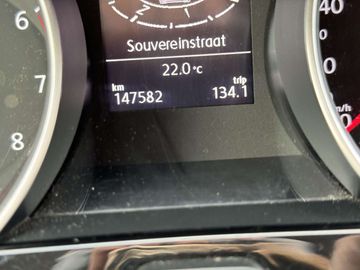 6
7
8
Souvereinstraat
22.0 °C
km trip
147582 134.1
40